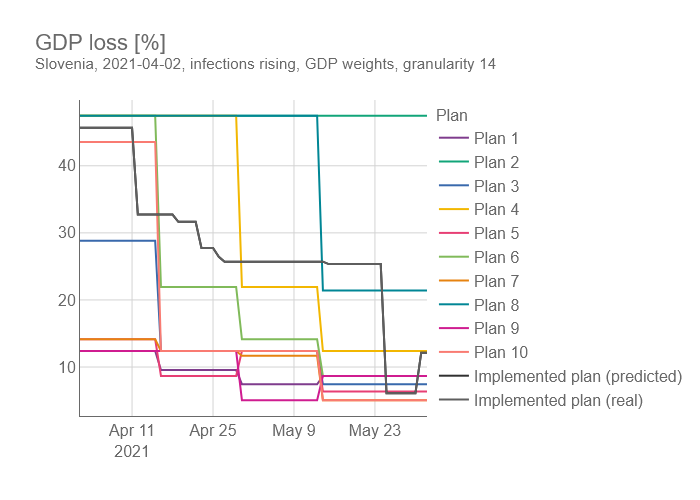 GDP loss [%]
Slovenia, 2021-04-02, infections rising, GDP weights, granularity 14
40
30
20
10
Apr 11
2021
Apr 25
May 9
May 23
Plan
Plan 1
Plan 2
Plan 3
Plan 4
Plan 5
Plan 6
Plan 7
Plan 8
Plan 9
Plan 10
Implemented plan (predicted)
Implemented plan (real)